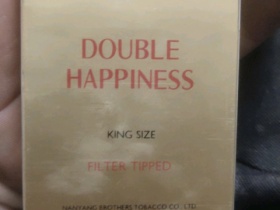 DOUBLE
HAPPINESS
KING SIZE
FILTER TIPPED
NANYANG BROTHERS TOBACCO CO., LTD.